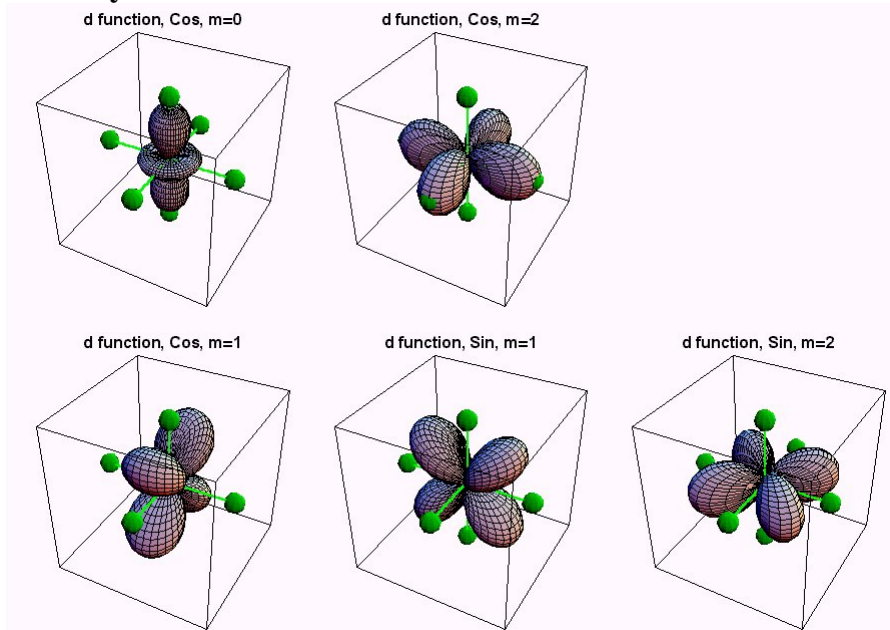 d function, Cos, m=0
d function, Cos, m=2
d function, Cos, m=1
d function, Sin, m=1
d function, Sin, m=2